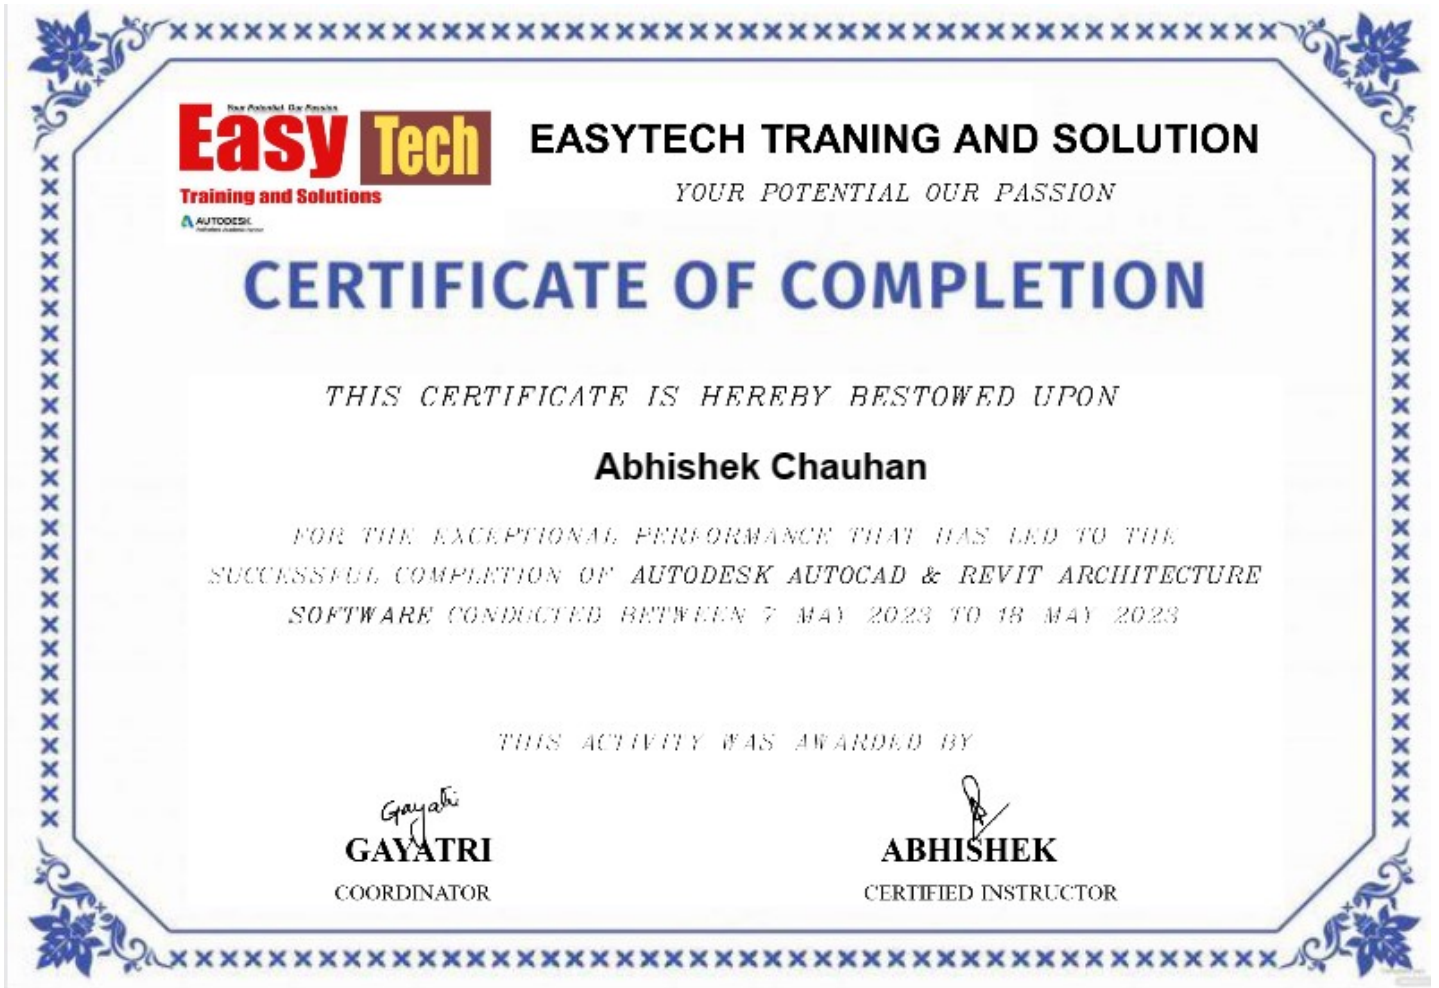 Your Potential Our Passion
Easy Tech
Training and Solutions
AUTODESK
EASYTECH TRANING AND SOLUTION
YOUR POTENTIAL OUR PASSION
CERTIFICATE OF COMPLETION
THIS CERTIFICATE IS HEREBY BESTOWED UPON
Abhishek Chauhan
FOR THE EXCEPTIONAL PERFORMANCE THAT HAS LED TO THE
SUCCESSFUL COMPLETION OF AUTODESK AUTOCAD & REVIT ARCHITECTURE
SOFTWARE CONDUCTED BETWEEN 7 MAY 2023 TO 18 MAY 2023
THIS ACTIVITY WAS AWARDED BY
Gayatri
GAYATRI
ABHISHEK
COORDINATOR
CERTIFIED INSTRUCTOR